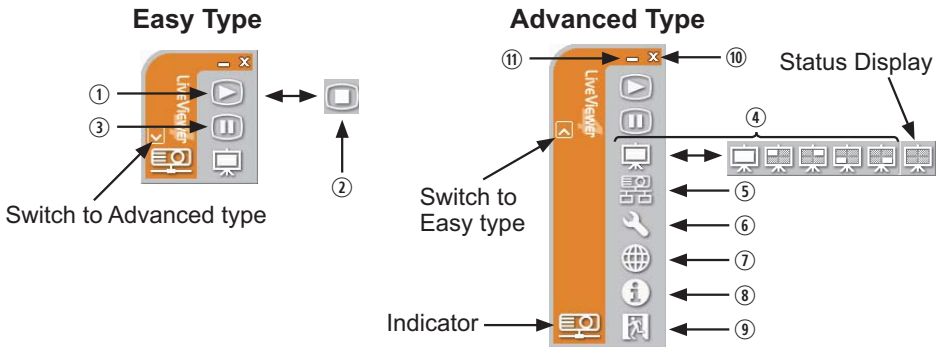 Easy Type
Advanced Type
LiveViewer
①
③
②
Switch to Advanced type
⑪
⑩
Status Display
LiveViewer
④
Switch to
Easy type
⑤
⑥
⑦
⑧
⑨
Indicator